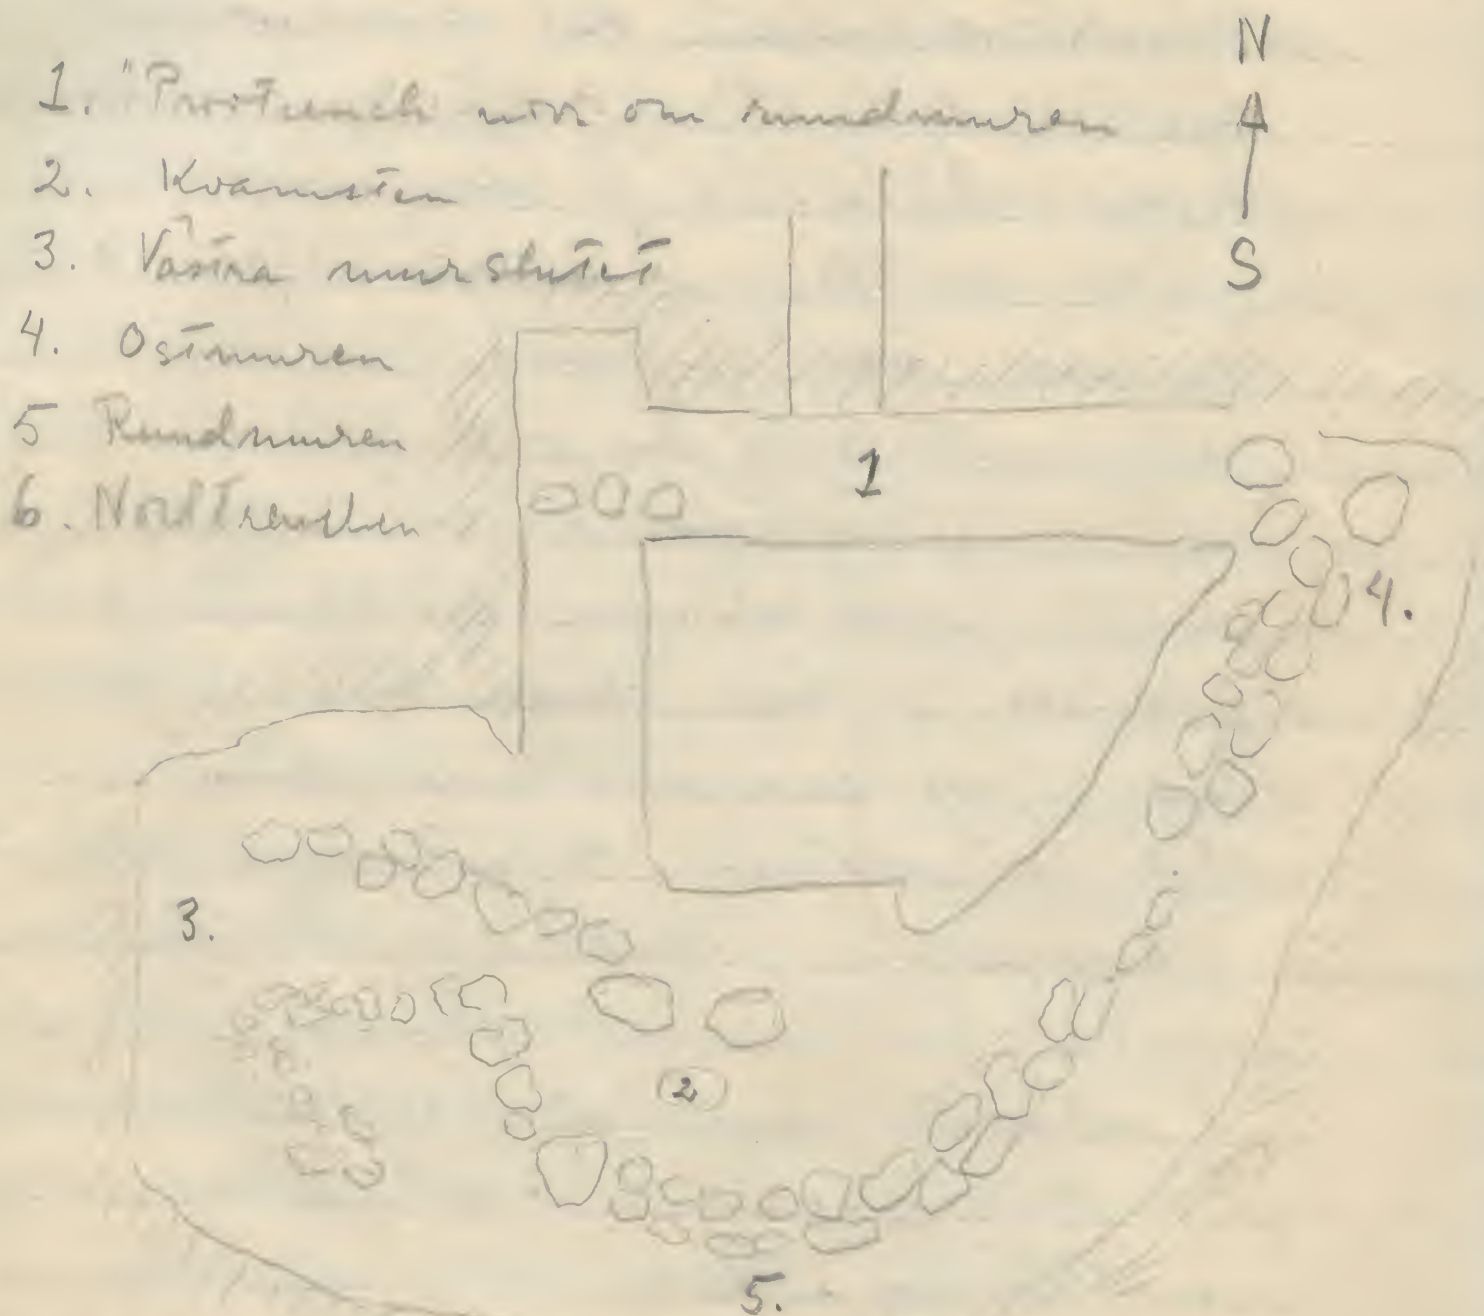 N
1. "Provtrench norr om rundmuren
2. Kvarnsten
3. Västra murslutet
S
4. Ostmuren
5 Rundmuren
6. Nordtrenchen
1
4.
3.
2
5.